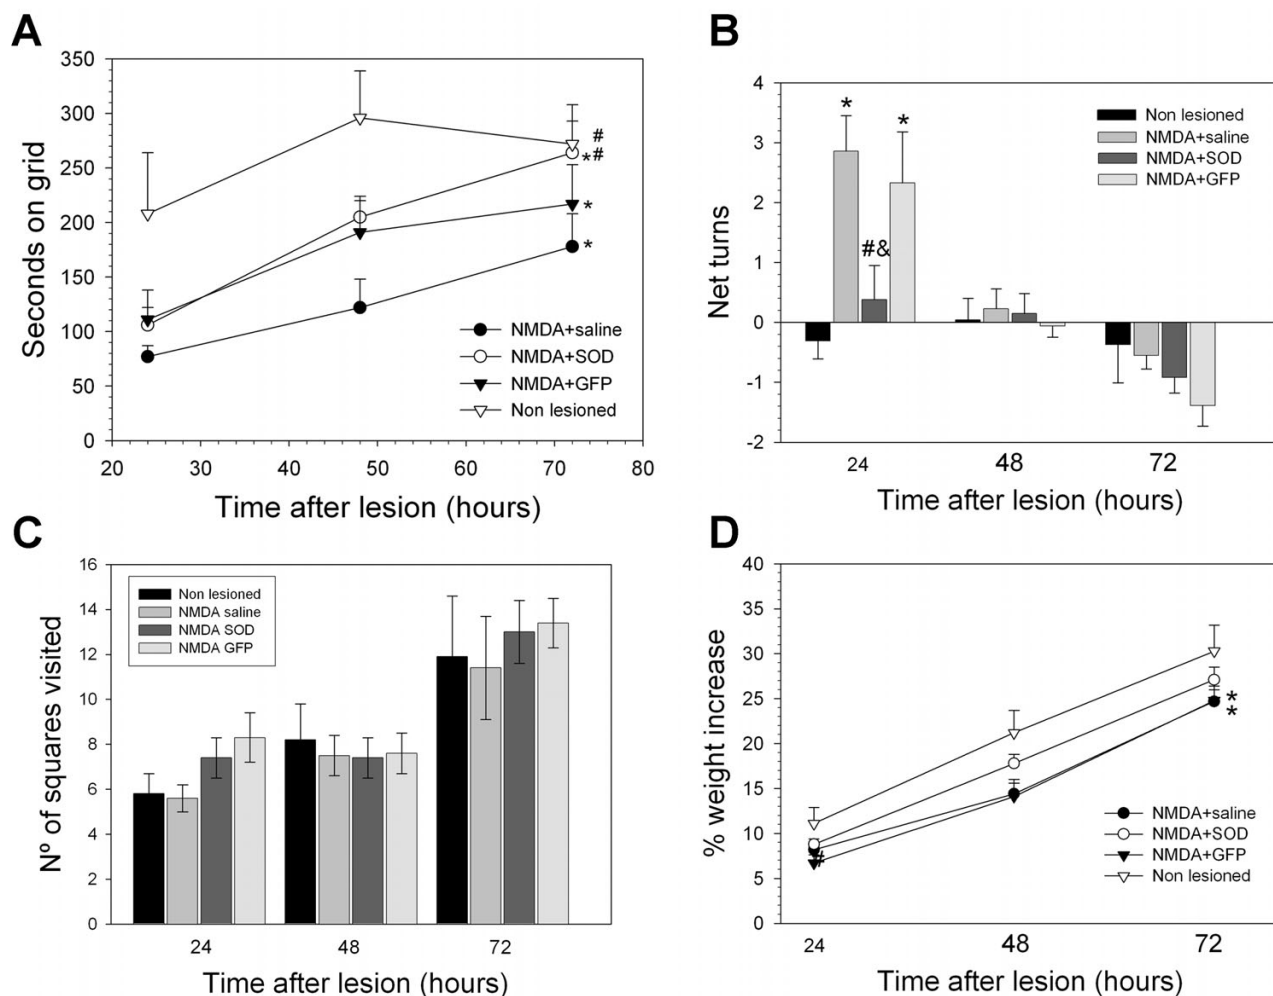 A
350
300
250
200
150
100
50
0
Seconds on grid
#
*#
*
*
NMDA+saline
NMDA+SOD
NMDA+GFP
Non lesioned
20 30 40 50 60 70 80
Time after lesion (hours)
B
4
3
2
1
0
-1
-2
Net turns
*
#&
*
Non lesioned
NMDA+saline
NMDA+SOD
NMDA+GFP
24 48 72
Time after lesion (hours)
C
16
14
12
10
8
6
4
2
0
Nº of squares visited
Non lesioned
NMDA saline
NMDA SOD
NMDA GFP
24 48 72
Time after lesion (hours)
D
40
35
30
25
20
15
10
5
0
% weight increase
#
*
*
NMDA+saline
NMDA+SOD
NMDA+GFP
Non lesioned
24 48 72
Time after lesion (hours)